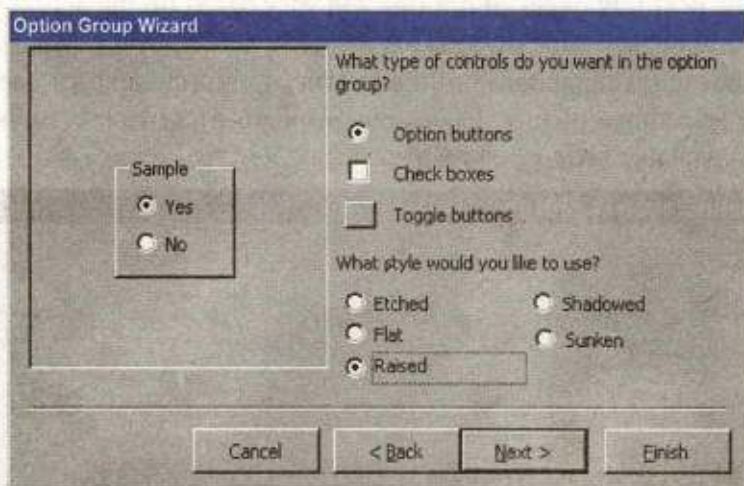 Option Group Wizard
What type of controls do you want in the option
group?
Option buttons
Check boxes
Toggle buttons
Sample
Yes
No
What style would you like to use?
Etched
Shadowed
Flat
Sunken
Raised
Cancel
< Back
Next >
Finish